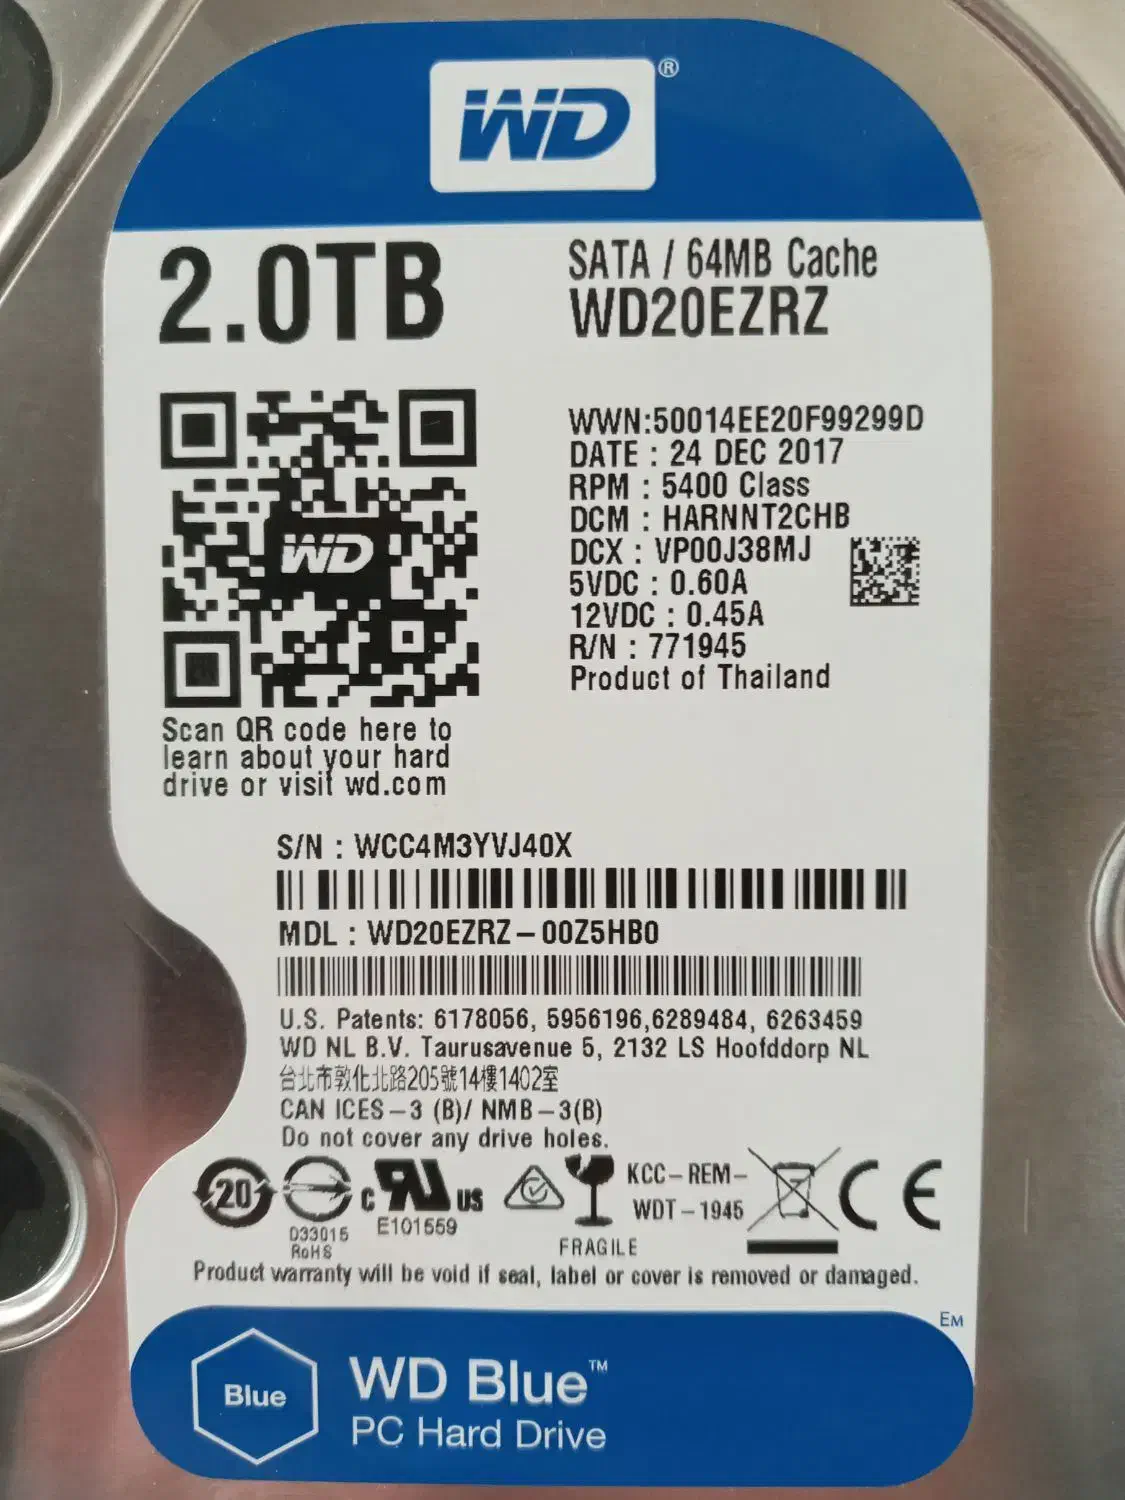 WD®
2.0TB
SATA / 64MB Cache
WD20EZRZ
WWN:50014EE20F99299D
DATE : 24 DEC 2017
RPM : 5400 Class
DCM : HARNNT2CHB
DCX : VP00J38MJ
5VDC : 0.60A
12VDC : 0.45A
R/N : 771945
Product of Thailand
WD
Scan QR code here to
learn about your hard
drive or visit wd.com
S/N : WCC4M3YVJ40X
MDL : WD20EZRZ-00Z5HB0
U.S. Patents: 6178056, 5956196,6289484, 6263459
WD NL B.V. Taurusavenue 5, 2132 LS Hoofddorp NL
台北市敦化北路205號14樓1402室
CAN ICES-3 (B)/ NMB-3(B)
Do not cover any drive holes.
20
D33015
RoHS
c RU US
E101559
FRAGILE
KCC-REM-
WDT-1945
CE
Product warranty will be void if seal, label or cover is removed or damaged.
EM
Blue
WD Blue™
PC Hard Drive